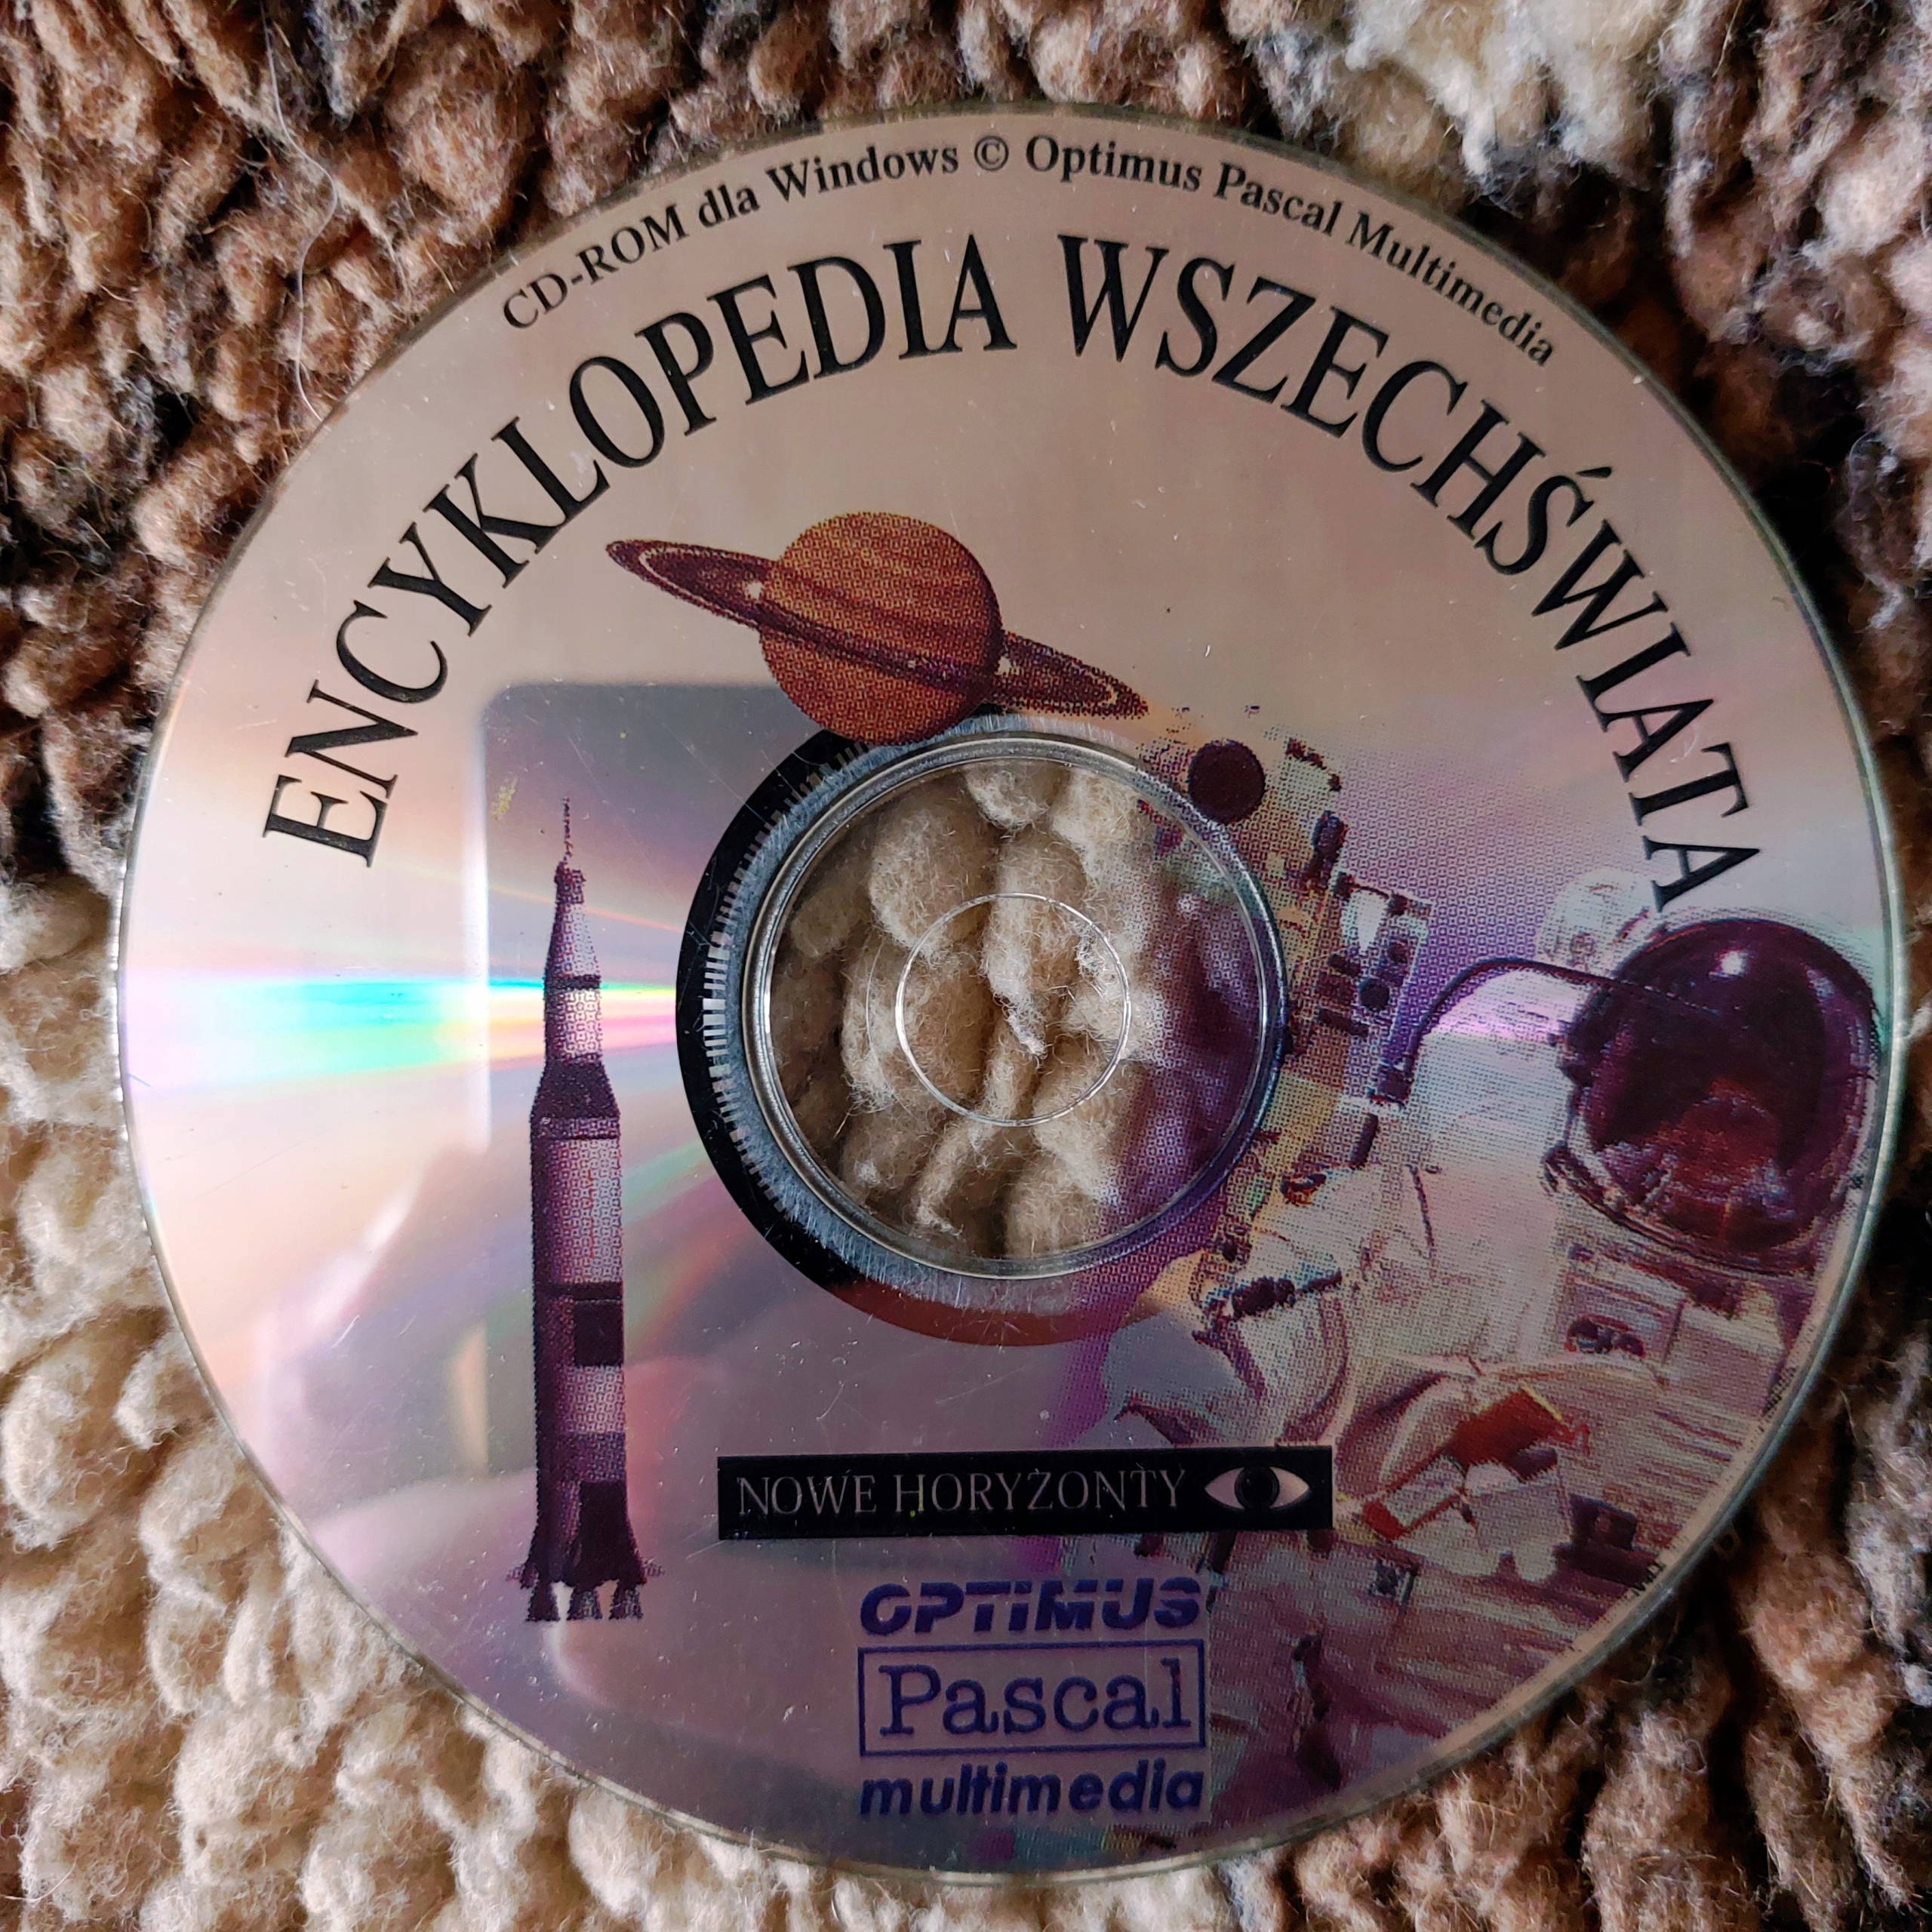 CD-ROM dla Windows © Optimus Pascal Multimedia
ENCYKLOPEDIA WSZECHŚWIATA
NOWE HORYZONTY
OPTIMUS
Pascal
multimedia